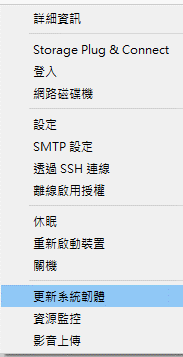 詳細資訊
Storage Plug & Connect
登入
網路磁碟機
設定
SMTP 設定
透過 SSH 連線
離線啟用授權
休眠
重新啟動裝置
關機
更新系統韌體
資源監控
影音上傳